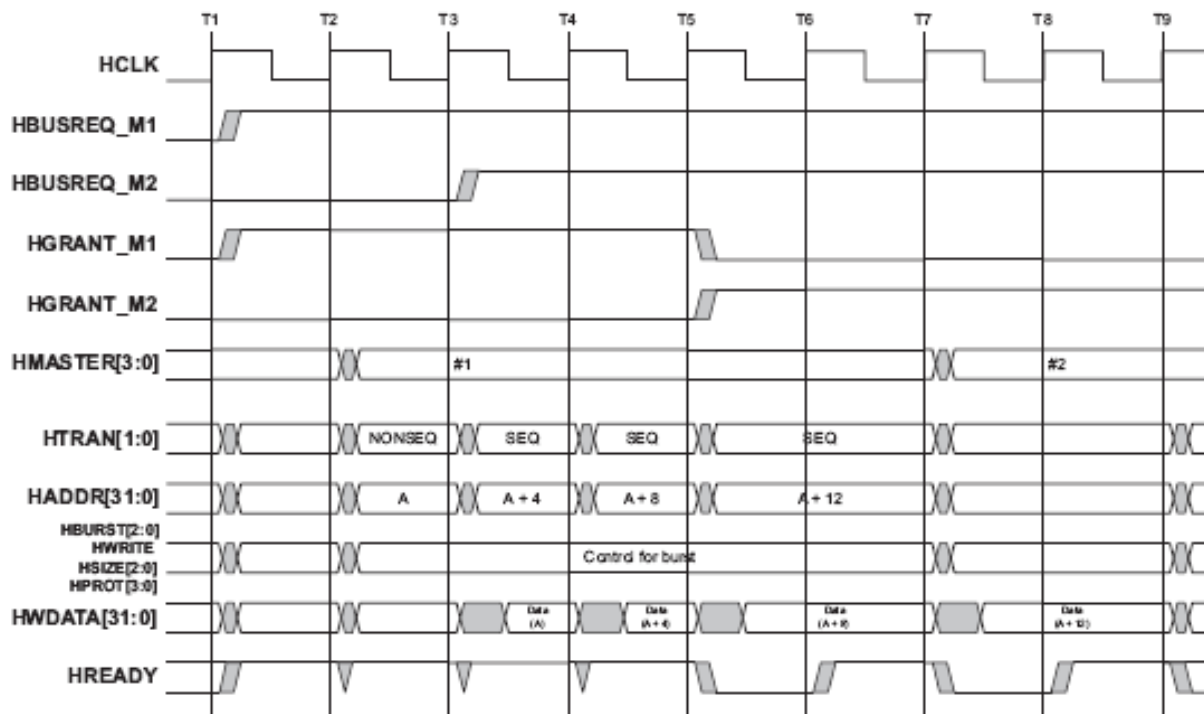 T1 T2 T3 T4 T5 T6 T7 T8 T9
HCLK
HBUSREQ_M1
HBUSREQ_M2
HGRANT_M1
HGRANT_M2
HMASTER[3:0] #1 #2
HTRAN[1:0] NONSEQ SEQ SEQ SEQ
HADDR[31:0] A A + 4 A + 8 A + 12
HBURST[2:0]
HWRITE
Control for burst
HSIZE[2:0]
HPROT[3:0]
HWDATA[31:0] Data Data Data Data
(A) (A + 4) (A + 8) (A + 12)
HREADY